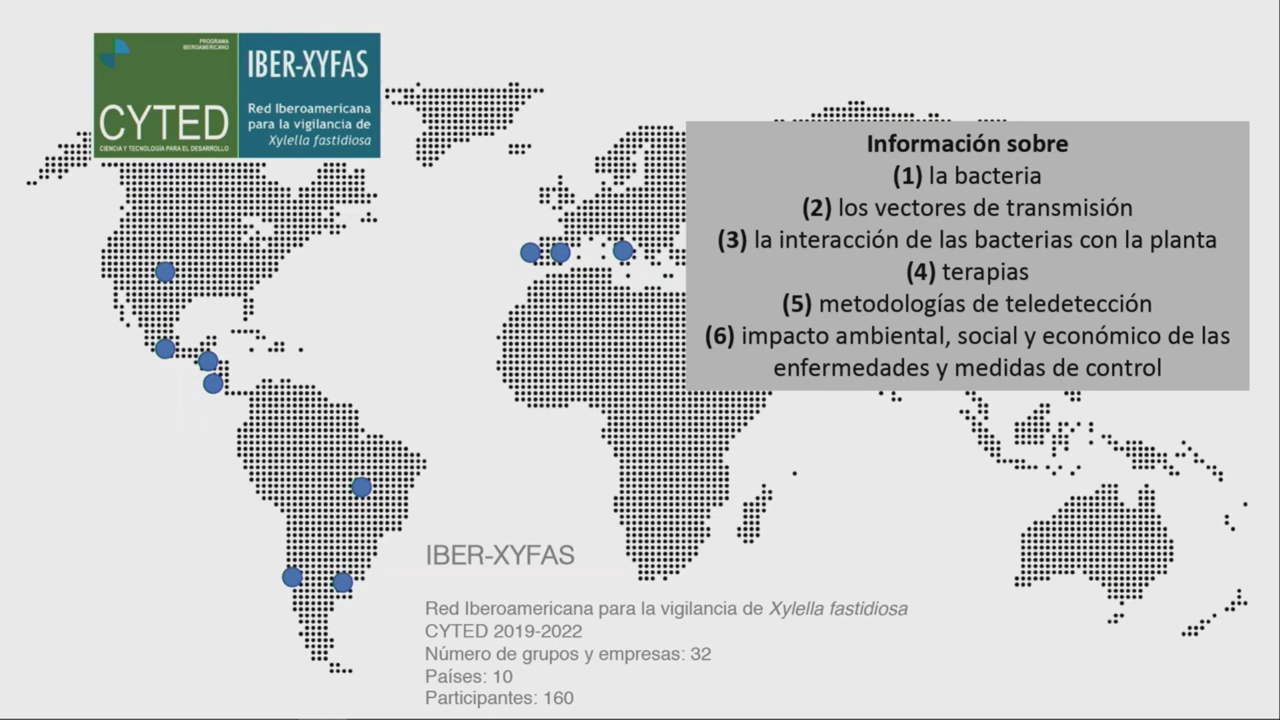 PROGRAMA
IBEROAMERICANO
CYTED
CIENCIA Y TECNOLOGÍA PARA EL DESARROLLO
IBER-XYFAS
Red Iberoamericana
para la vigilancia de
Xylella fastidiosa
Información sobre
(1) la bacteria
(2) los vectores de transmisión
(3) la interacción de las bacterias con la planta
(4) terapias
(5) metodologías de teledetección
(6) impacto ambiental, social y económico de las
enfermedades y medidas de control
IBER-XYFAS
Red Iberoamericana para la vigilancia de Xylella fastidiosa
CYTED 2019-2022
Número de grupos y empresas: 32
Países: 10
Participantes: 160